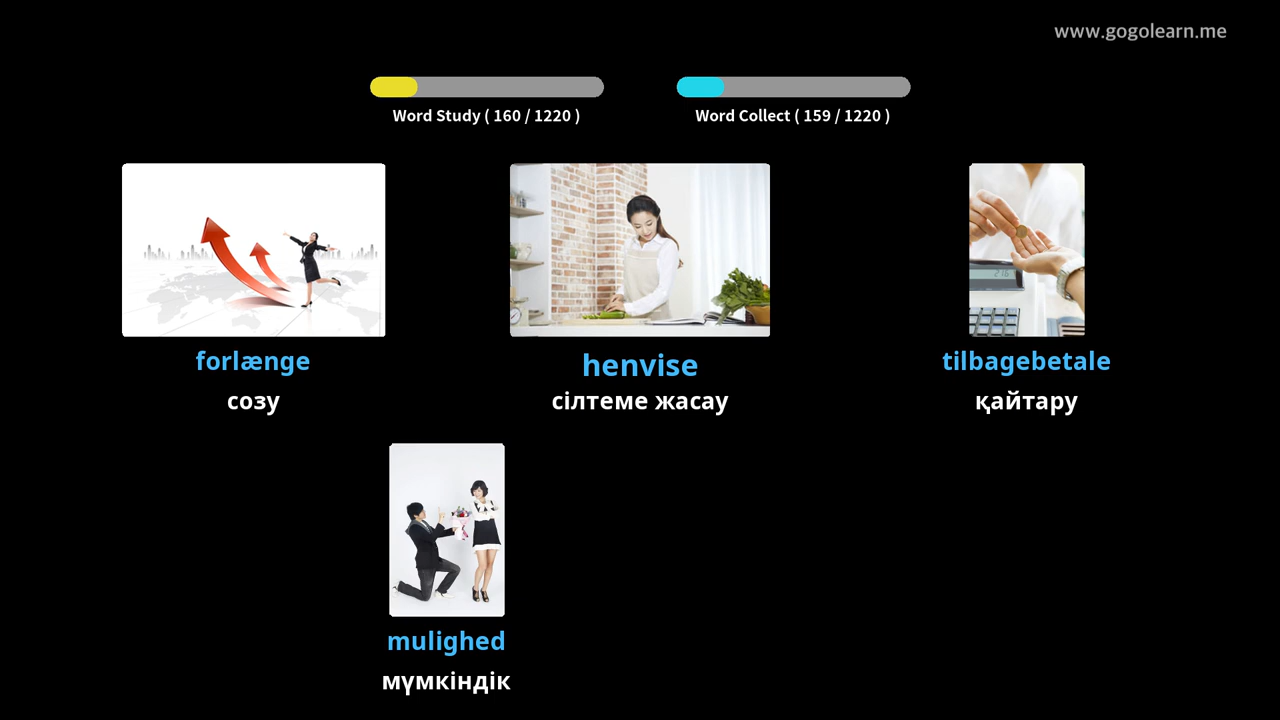 www.gogolearn.me
Word Study ( 160 / 1220 )
Word Collect ( 159 / 1220 )
forlænge
henvise
tilbagebetale
созу
сілтеме жасау
қайтару
mulighed
мүмкіндік